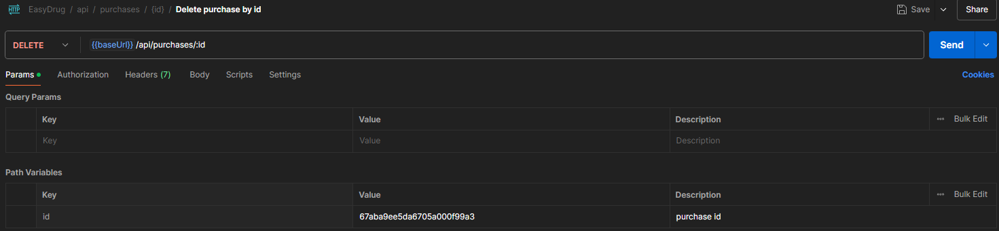 HTTP EasyDrug / api / purchases / {id} / Delete purchase by id Save Share
DELETE {{baseUrl}}/api/purchases/:id Send
Params Authorization Headers (7) Body Scripts Settings Cookies
Query Params
Key Value Description Bulk Edit
Key Value Description
Path Variables
Key Value Description Bulk Edit
id 67aba9ee5da6705a000f99a3 purchase id